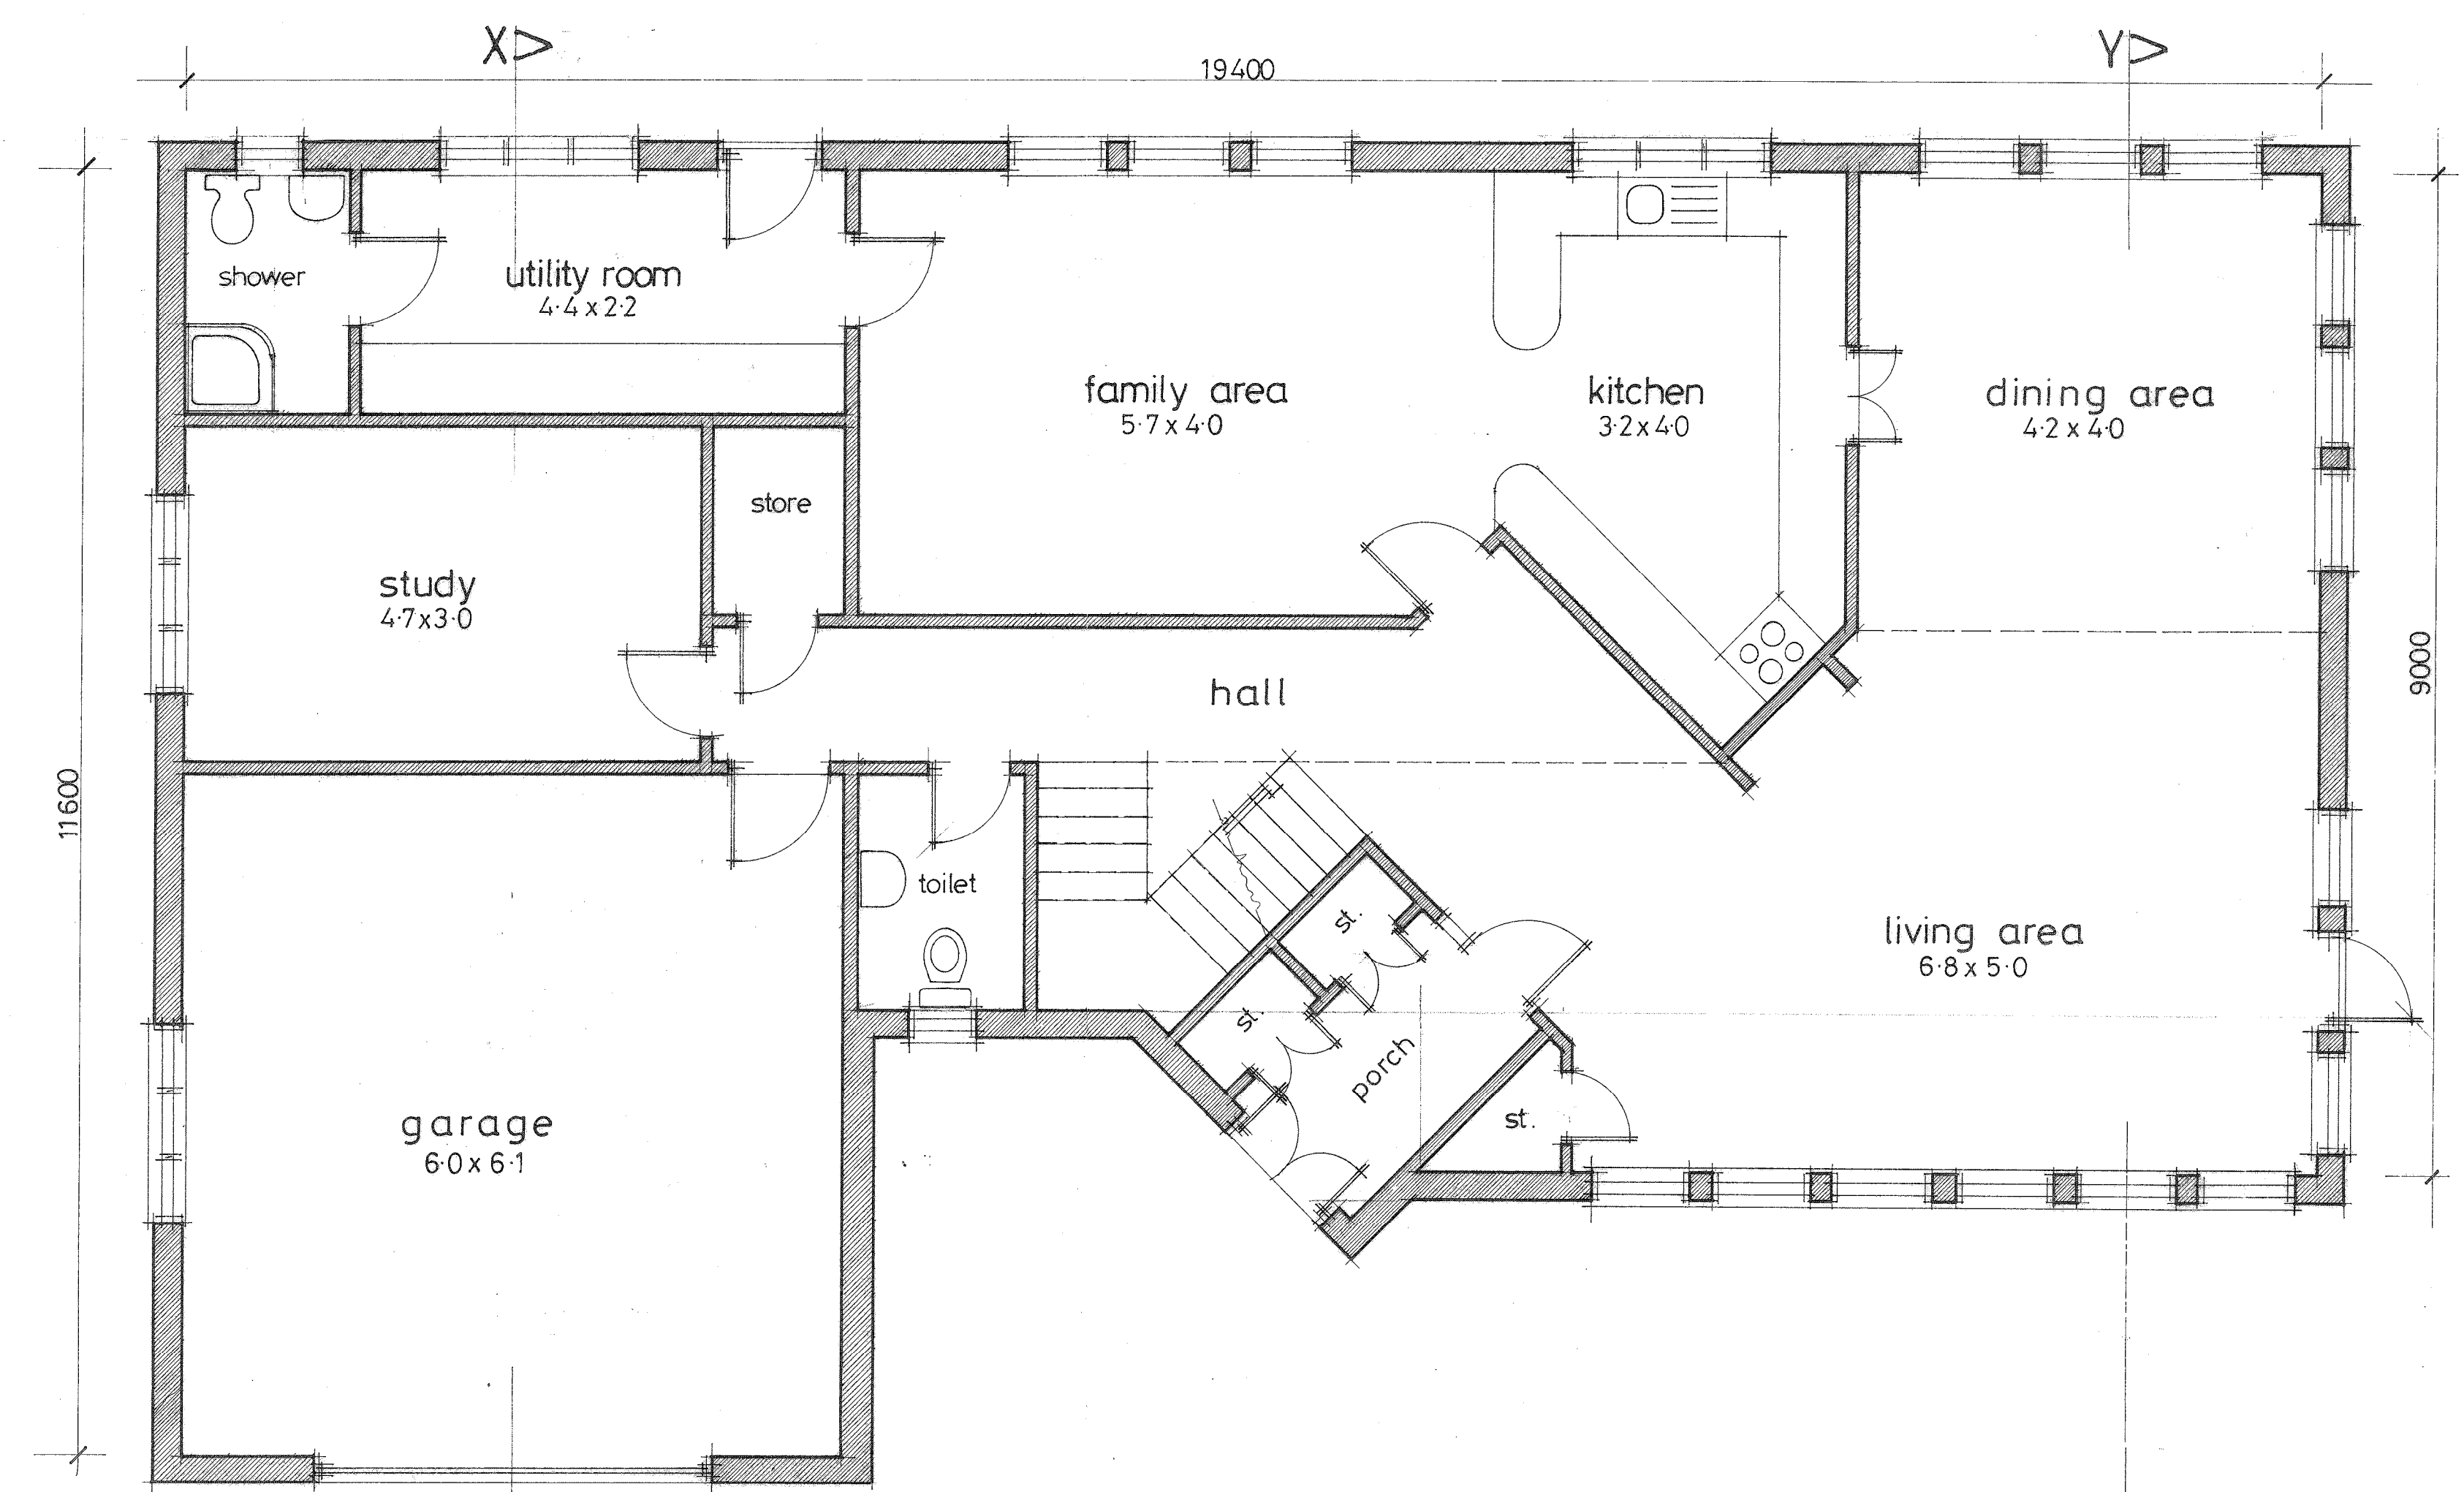 X>
Y>
19400
shower
utility room
4·4 x 2·2
family area
5·7 x 4·0
kitchen
3·2 x 4·0
dining area
4·2 x 4·0
store
study
4·7 x 3·0
hall
9000
11600
toilet
st.
living area
6·8 x 5·0
st.
porch
st.
garage
6·0 x 6·1